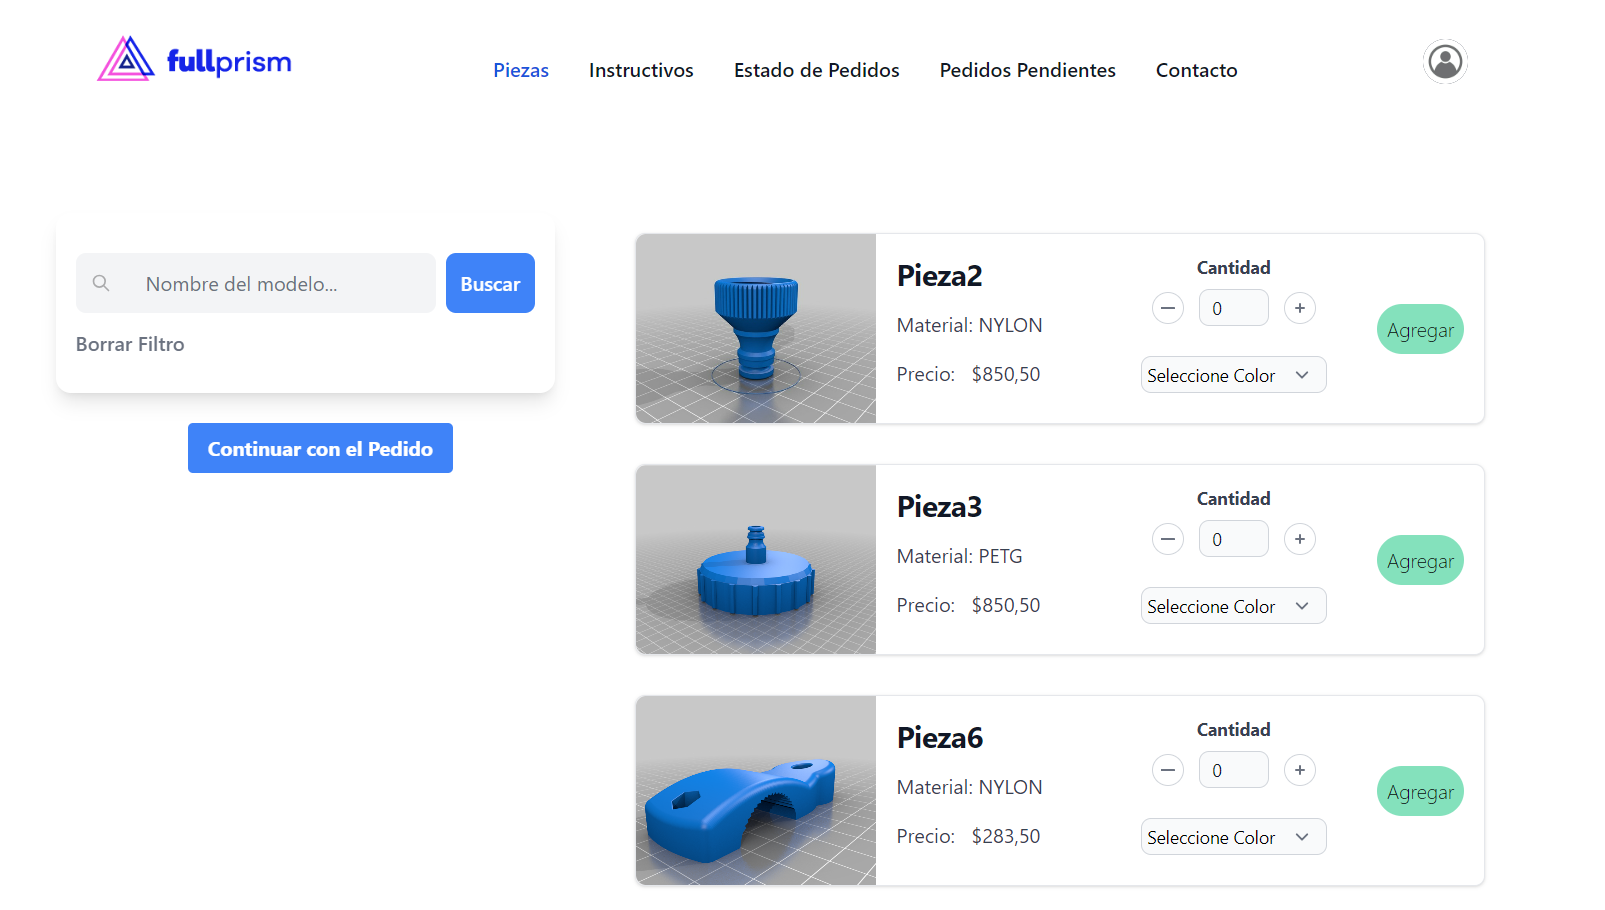 fullprism
Piezas Instructivos Estado de Pedidos Pedidos Pendientes Contacto
Nombre del modelo...
Buscar
Borrar Filtro
Continuar con el Pedido
Pieza2
Material: NYLON
Precio: $850,50
Cantidad
0
Seleccione Color
Agregar
Pieza3
Material: PETG
Precio: $850,50
Cantidad
0
Seleccione Color
Agregar
Pieza6
Material: NYLON
Precio: $283,50
Cantidad
0
Seleccione Color
Agregar